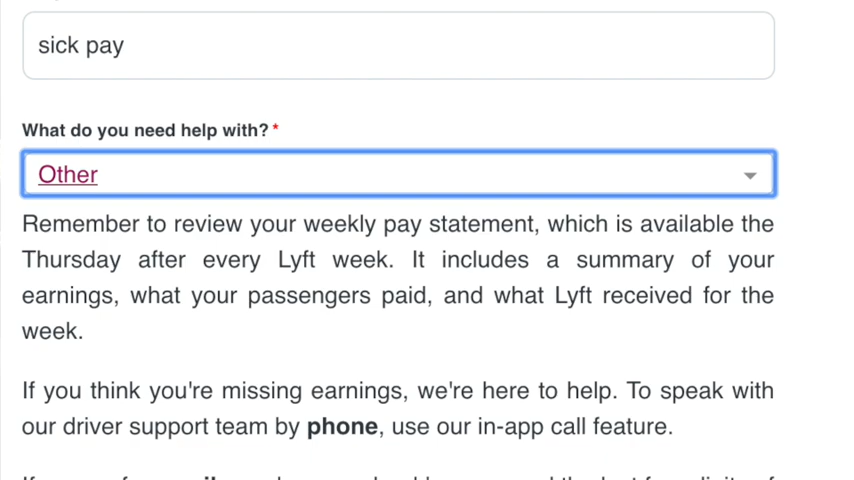 sick pay
What do you need help with?*
Other
Remember to review your weekly pay statement, which is available the
Thursday after every Lyft week. It includes a summary of your
earnings, what your passengers paid, and what Lyft received for the
week.
If you think you're missing earnings, we're here to help. To speak with
our driver support team by phone, use our in-app call feature.